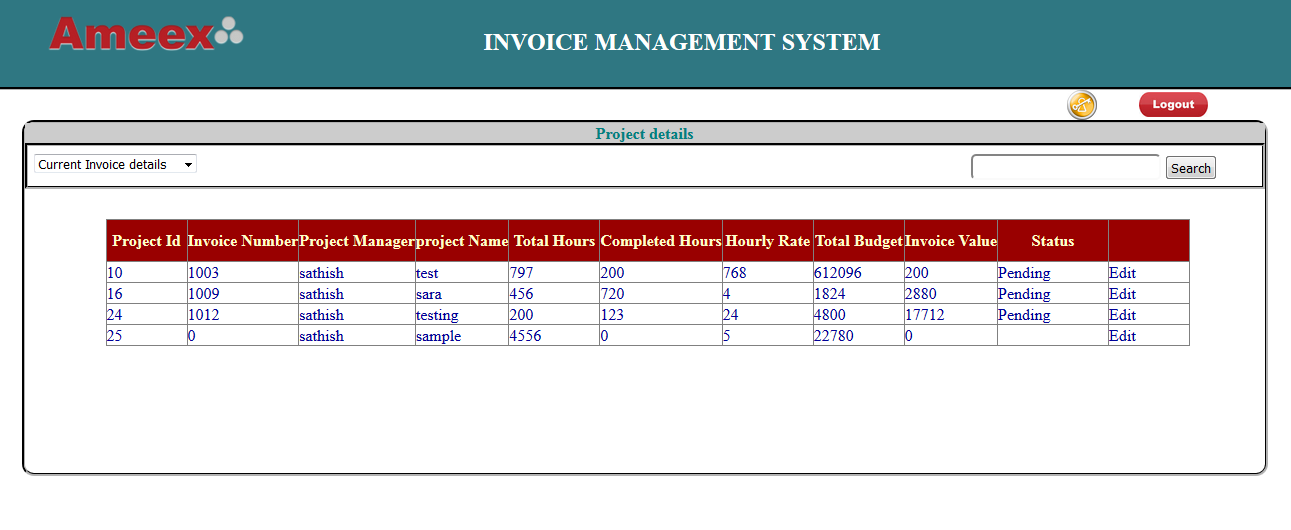 Ameex
INVOICE MANAGEMENT SYSTEM
Logout
Project details
Current Invoice details
Search
Project Id Invoice Number Project Manager project Name Total Hours Completed Hours Hourly Rate Total Budget Invoice Value Status
10 1003 sathish test 797 200 768 612096 200 Pending Edit
16 1009 sathish sara 456 720 4 1824 2880 Pending Edit
24 1012 sathish testing 200 123 24 4800 17712 Pending Edit
25 0 sathish sample 4556 0 5 22780 0 Edit